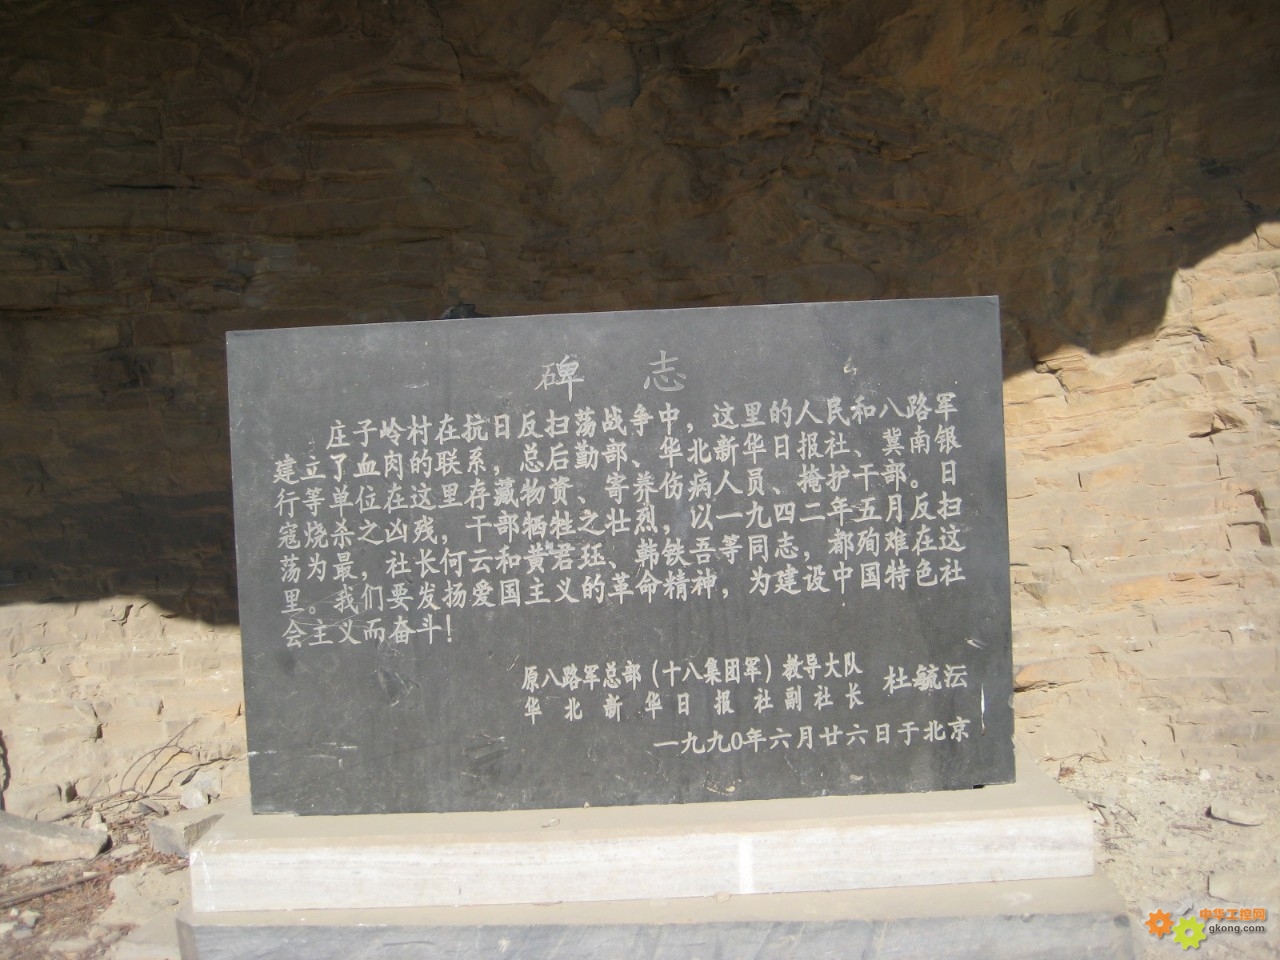 碑 志
庄子岭村在抗日反扫荡战争中，这里的人民和八路军
建立了血肉的联系，总后勤部、华北新华日报社、冀南银
行等单位在这里存藏物资、寄养伤病人员、掩护干部。日
寇烧杀之凶残，干部牺牲之壮烈，以一九四二年五月反扫
荡为最，社长何云和黄君珏、韩铁吾等同志，都殉难在这
里。我们要发扬爱国主义的革命精神，为建设中国特色社
会主义而奋斗！
原八路军总部（十八集团军）教导大队
华北新华日报社副社长 杜毓沄
一九九0年六月廿六日于北京
中华工控网
gkong.com